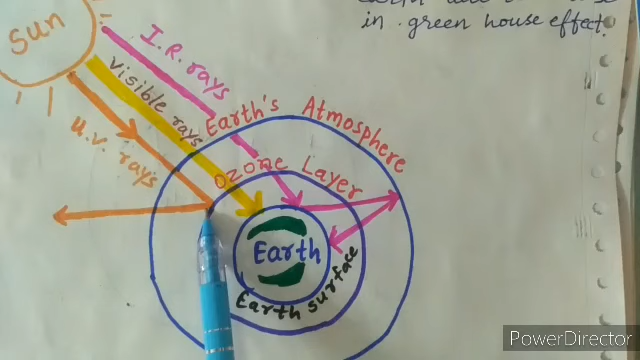 in green house effect.
Sun
I.R. rays
visible rays
U.V. rays
Earth's Atmosphere
Ozone Layer
Earth
Earth surface
PowerDirector